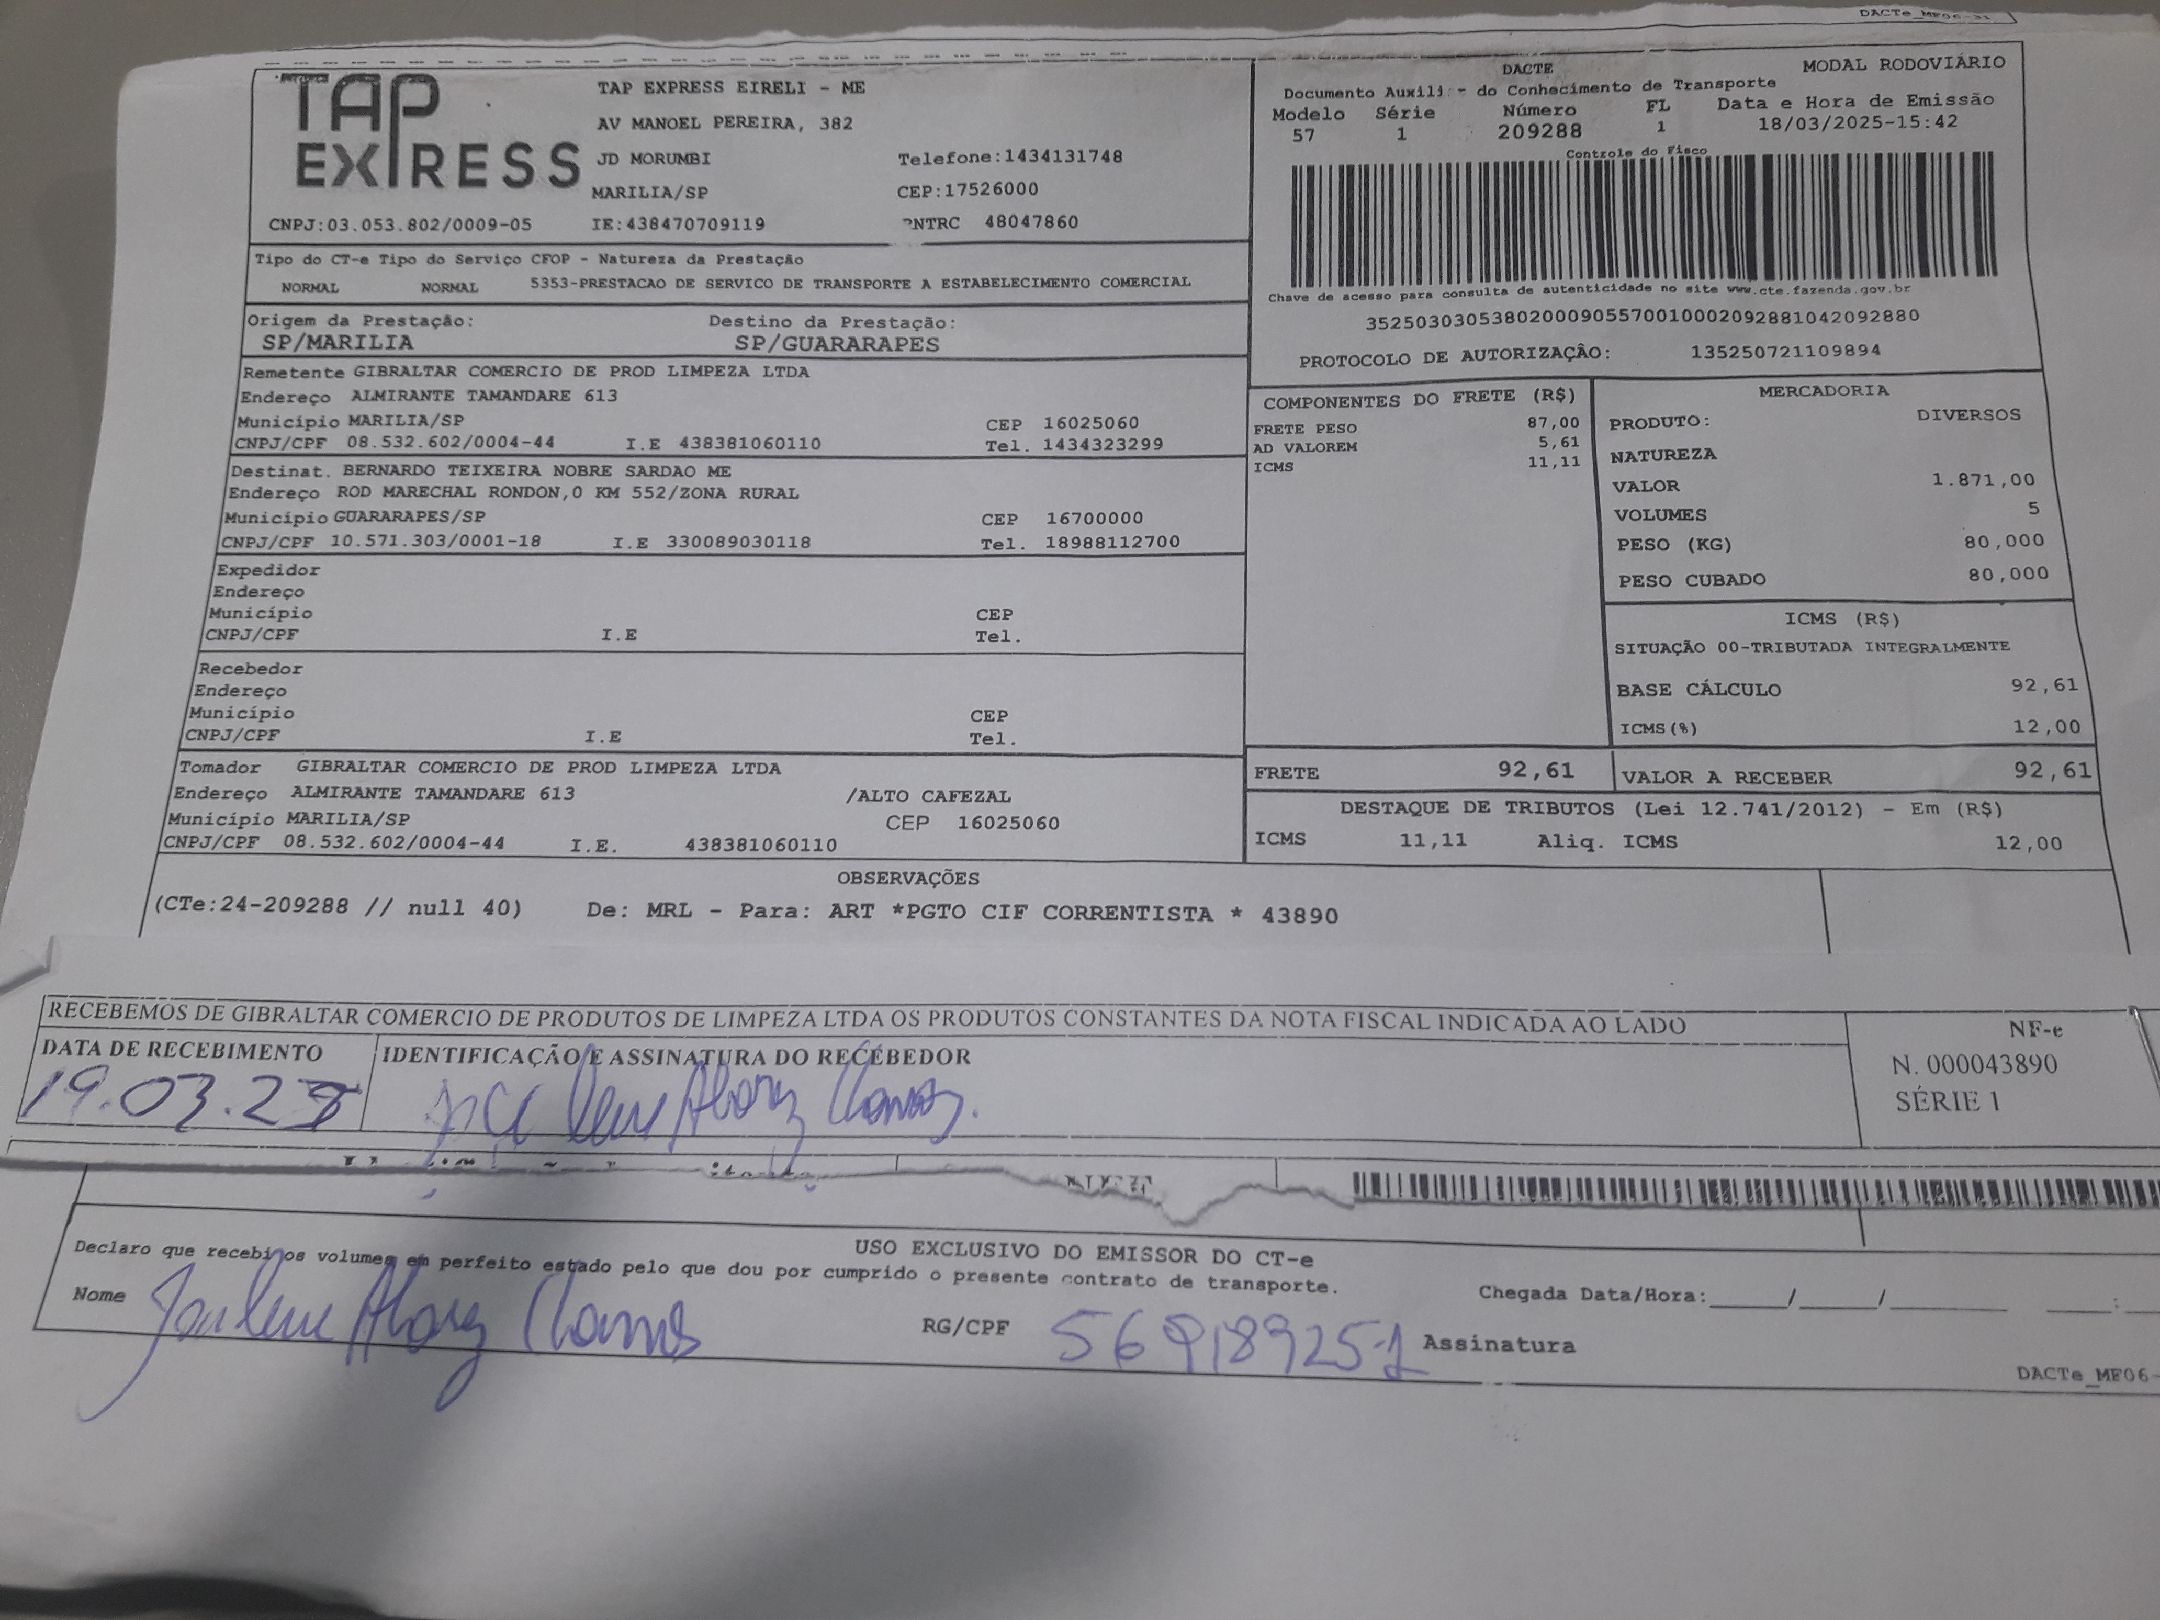 DACTe_MF06-31
TAP
EXPRESS
TAP EXPRESS EIRELI - ME
AV MANOEL PEREIRA, 382
JD MORUMBI Telefone:1434131748
MARILIA/SP CEP:17526000
CNPJ:03.053.802/0009-05 IE:438470709119 RNTRC 48047860
DACTE MODAL RODOVIÁRIO
Documento Auxiliar do Conhecimento de Transporte
Modelo Série Número FL Data e Hora de Emissão
57 1 209288 1 18/03/2025-15:42
Controle do Fisco
Chave de acesso para consulta de autenticidade no site www.cte.fazenda.gov.br
35250303053802000905570010002092881042092880
PROTOCOLO DE AUTORIZAÇÂO: 135250721109894
Tipo do CT-e Tipo do Serviço CFOP - Natureza da Prestação
NORMAL NORMAL 5353-PRESTACAO DE SERVICO DE TRANSPORTE A ESTABELECIMENTO COMERCIAL
Origem da Prestação: Destino da Prestação:
SP/MARILIA SP/GUARARAPES
Remetente GIBRALTAR COMERCIO DE PROD LIMPEZA LTDA
Endereço ALMIRANTE TAMANDARE 613
Município MARILIA/SP CEP 16025060
CNPJ/CPF 08.532.602/0004-44 I.E 438381060110 Tel. 1434323299
Destinat. BERNARDO TEIXEIRA NOBRE SARDAO ME
Endereço ROD MARECHAL RONDON,0 KM 552/ZONA RURAL
Município GUARARAPES/SP CEP 16700000
CNPJ/CPF 10.571.303/0001-18 I.E 330089030118 Tel. 18988112700
Expedidor
Endereço
Município CEP
CNPJ/CPF I.E Tel.
Recebedor
Endereço
Município CEP
CNPJ/CPF I.E Tel.
Tomador GIBRALTAR COMERCIO DE PROD LIMPEZA LTDA
Endereço ALMIRANTE TAMANDARE 613 /ALTO CAFEZAL
Município MARILIA/SP CEP 16025060
CNPJ/CPF 08.532.602/0004-44 I.E. 438381060110
COMPONENTES DO FRETE (R$)
FRETE PESO 87,00
AD VALOREM 5,61
ICMS 11,11
MERCADORIA
PRODUTO: DIVERSOS
NATUREZA
VALOR 1.871,00
VOLUMES 5
PESO (KG) 80,000
PESO CUBADO 80,000
ICMS (R$)
SITUAÇÃO 00-TRIBUTADA INTEGRALMENTE
BASE CÁLCULO 92,61
ICMS(%) 12,00
FRETE 92,61 VALOR A RECEBER 92,61
DESTAQUE DE TRIBUTOS (Lei 12.741/2012) - Em (R$)
ICMS 11,11 Aliq. ICMS 12,00
OBSERVAÇÕES
(CTe:24-209288 // null 40) De: MRL - Para: ART *PGTO CIF CORRENTISTA * 43890
RECEBEMOS DE GIBRALTAR COMERCIO DE PRODUTOS DE LIMPEZA LTDA OS PRODUTOS CONSTANTES DA NOTA FISCAL INDICADA AO LADO
DATA DE RECEBIMENTO IDENTIFICAÇÃO E ASSINATURA DO RECEBEDOR
19.03.25
NF-e
N. 000043890
SÉRIE 1
USO EXCLUSIVO DO EMISSOR DO CT-e
Declaro que recebi os volumes em perfeito estado pelo que dou por cumprido o presente contrato de transporte.
Nome RG/CPF 56918925-1 Assinatura
Chegada Data/Hora:_____/_____/_______ ____:
DACTe_MF06-